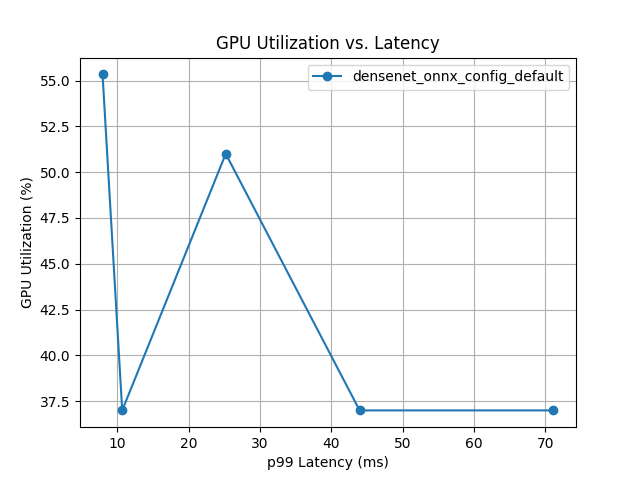 GPU Utilization vs. Latency
densenet_onnx_config_default
GPU Utilization (%)
55.0
52.5
50.0
47.5
45.0
42.5
40.0
37.5
10 20 30 40 50 60 70
p99 Latency (ms)